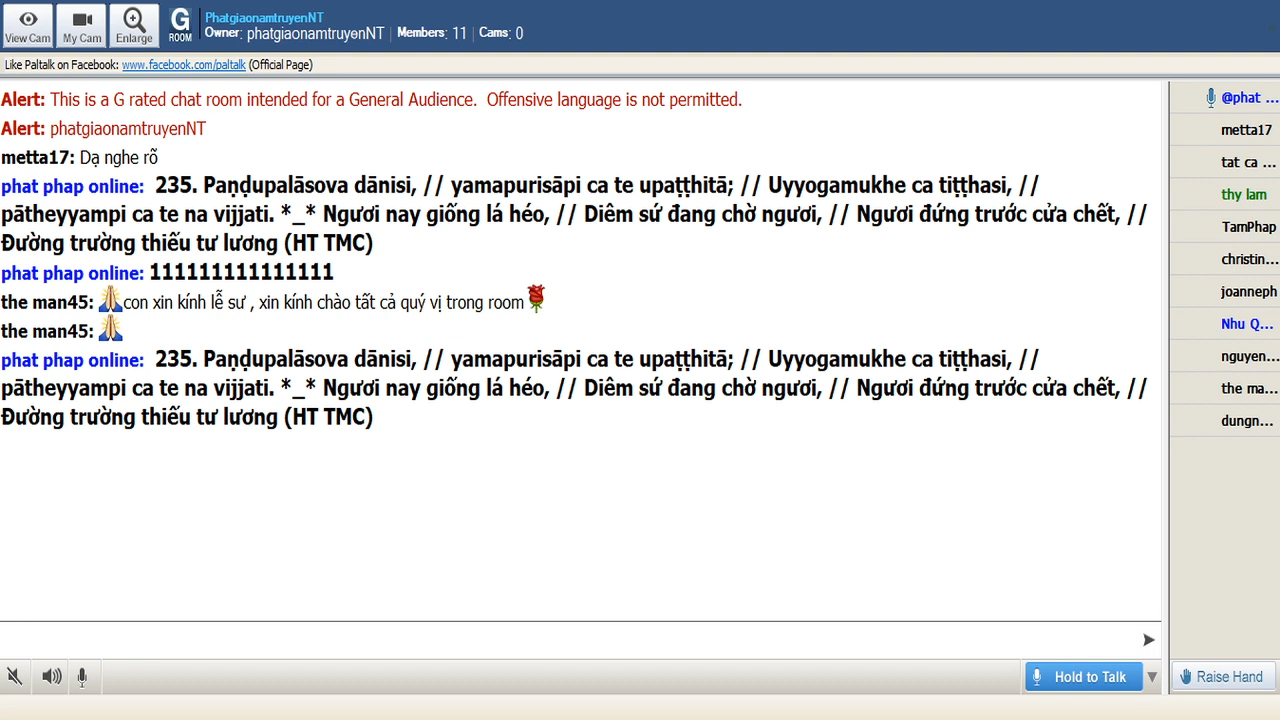 View Cam
My Cam
Enlarge
G
ROOM
PhatgiaonamtruyenNT
Owner: phatgiaonamtruyenNT | Members: 11 | Cams: 0
Like Paltalk on Facebook: www.facebook.com/paltalk (Official Page)
Alert: This is a G rated chat room intended for a General Audience. Offensive language is not permitted.
Alert: phatgiaonamtruyenNT
metta17: Dạ nghe rõ
phat phap online: 235. Paṇḍupalāsova dānisi, // yamapurisāpi ca te upaṭṭhitā; // Uyyogamukhe ca tiṭṭhasi, //
pātheyyampi ca te na vijjati. *_* Ngươi nay giống lá héo, // Diêm sứ đang chờ ngươi, // Ngươi đứng trước cửa chết, //
Đường trường thiếu tư lương (HT TMC)
phat phap online: 111111111111111
the man45: con xin kính lễ sư , xin kính chào tất cả quý vị trong room
the man45:
phat phap online: 235. Paṇḍupalāsova dānisi, // yamapurisāpi ca te upaṭṭhitā; // Uyyogamukhe ca tiṭṭhasi, //
pātheyyampi ca te na vijjati. *_* Ngươi nay giống lá héo, // Diêm sứ đang chờ ngươi, // Ngươi đứng trước cửa chết, //
Đường trường thiếu tư lương (HT TMC)
@phat ...
metta17
tat ca ...
thy lam
TamPhap
christin...
joanneph
Nhu Q...
nguyen...
the ma...
dungn...
Hold to Talk
Raise Hand